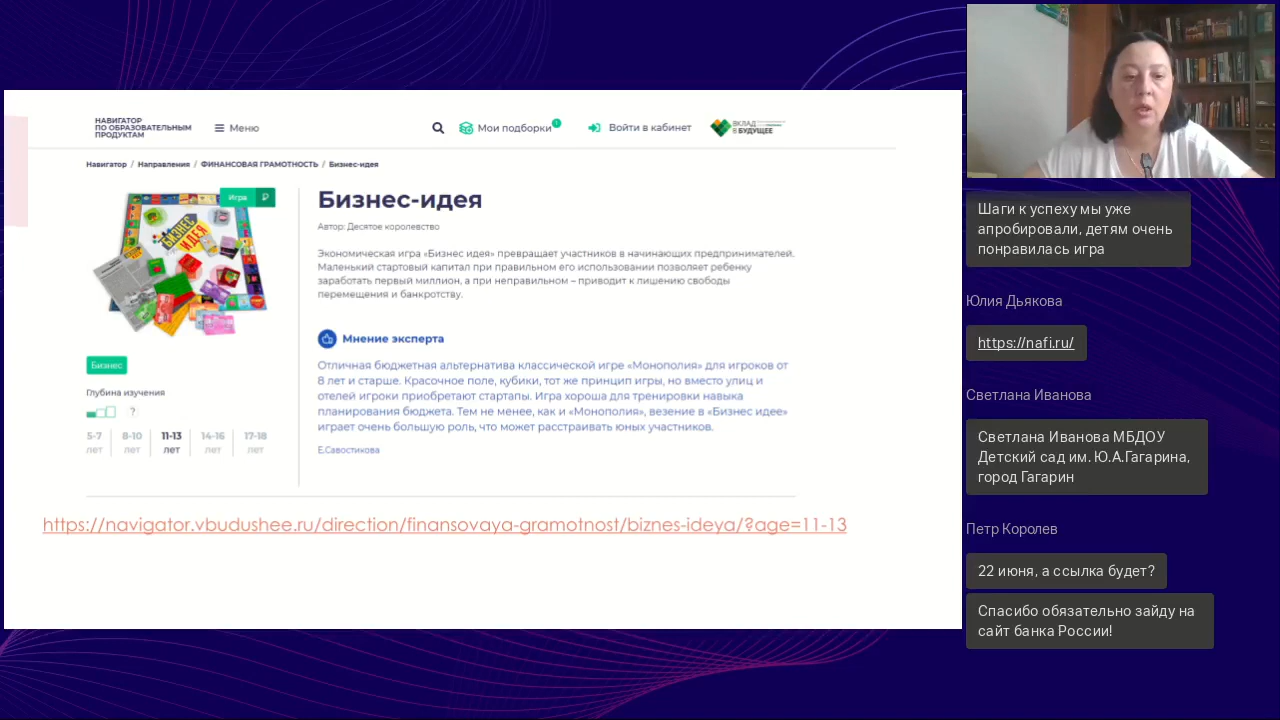 НАВИГАТОР
ПО ОБРАЗОВАТЕЛЬНЫМ
ПРОДУКТАМ
Меню
Мои подборки
1
Войти в кабинет
ВКЛАД
В БУДУЩЕЕ
Навигатор / Направления / ФИНАНСОВАЯ ГРАМОТНОСТЬ / Бизнес-идея
Игра ₽
БИЗНЕС
ИДЕЯ
Бизнес
Глубина изучения
?
5-7 8-10 11-13 14-16 17-18
лет лет лет лет лет
Бизнес-идея
Автор: Десятое королевство
Экономическая игра «Бизнес идея» превращает участников в начинающих предпринимателей.
Маленький стартовый капитал при правильном его использовании позволяет ребенку
заработать первый миллион, а при неправильном – приводит к лишению свободы
перемещения и банкротству.
Мнение эксперта
Отличная бюджетная альтернатива классической игре «Монополия» для игроков от
8 лет и старше. Красочное поле, кубики, тот же принцип игры, но вместо улиц и
отелей игроки приобретают стартапы. Игра хороша для тренировки навыка
планирования бюджета. Тем не менее, как и «Монополия», везение в «Бизнес идее»
играет очень большую роль, что может расстраивать юных участников.
Е.Савостикова
https://navigator.vbudushee.ru/direction/finansovaya-gramotnost/biznes-ideya/?age=11-13
Шаги к успеху мы уже
апробировали, детям очень
понравилась игра
Юлия Дьякова
https://nafi.ru/
Светлана Иванова
Светлана Иванова МБДОУ
Детский сад им. Ю.А.Гагарина,
город Гагарин
Петр Королев
22 июня, а ссылка будет?
Спасибо обязательно зайду на
сайт банка России!